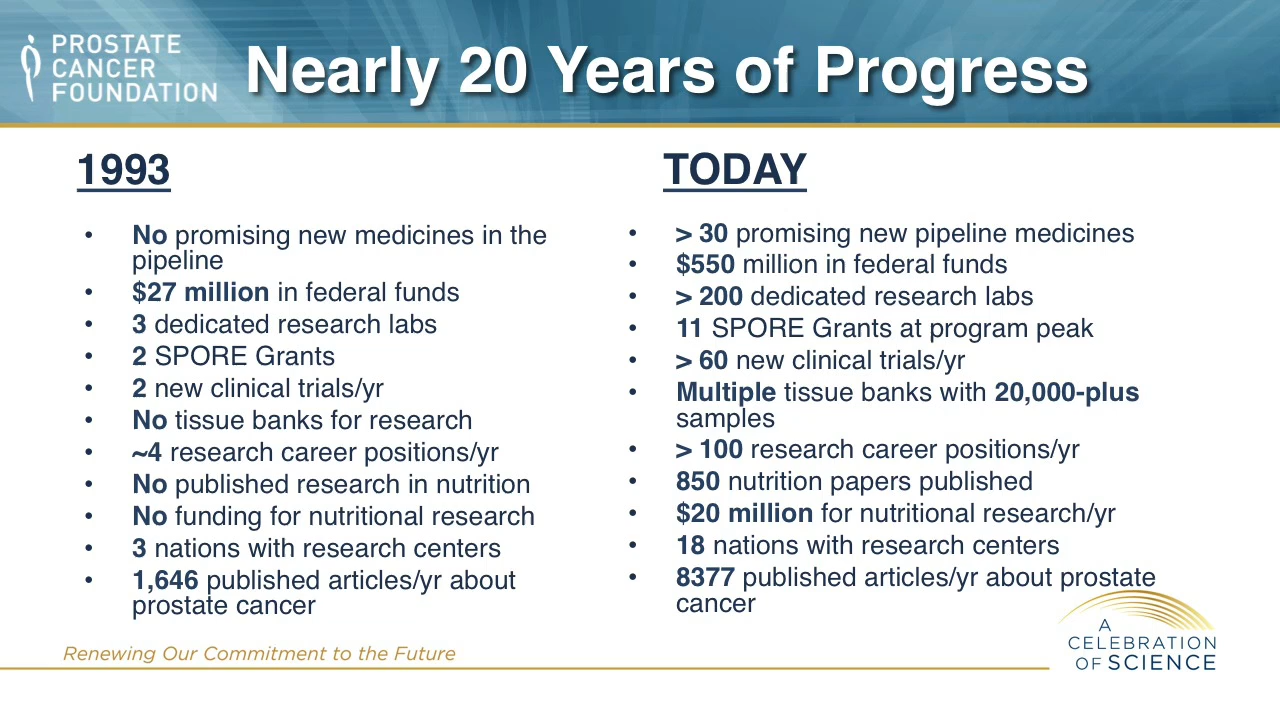 PROSTATE
CANCER
FOUNDATION
Nearly 20 Years of Progress
1993
• No promising new medicines in the
pipeline
• $27 million in federal funds
• 3 dedicated research labs
• 2 SPORE Grants
• 2 new clinical trials/yr
• No tissue banks for research
• ~4 research career positions/yr
• No published research in nutrition
• No funding for nutritional research
• 3 nations with research centers
• 1,646 published articles/yr about
prostate cancer
TODAY
• > 30 promising new pipeline medicines
• $550 million in federal funds
• > 200 dedicated research labs
• 11 SPORE Grants at program peak
• > 60 new clinical trials/yr
• Multiple tissue banks with 20,000-plus
samples
• > 100 research career positions/yr
• 850 nutrition papers published
• $20 million for nutritional research/yr
• 18 nations with research centers
• 8377 published articles/yr about prostate
cancer
Renewing Our Commitment to the Future
A
CELEBRATION
OF SCIENCE